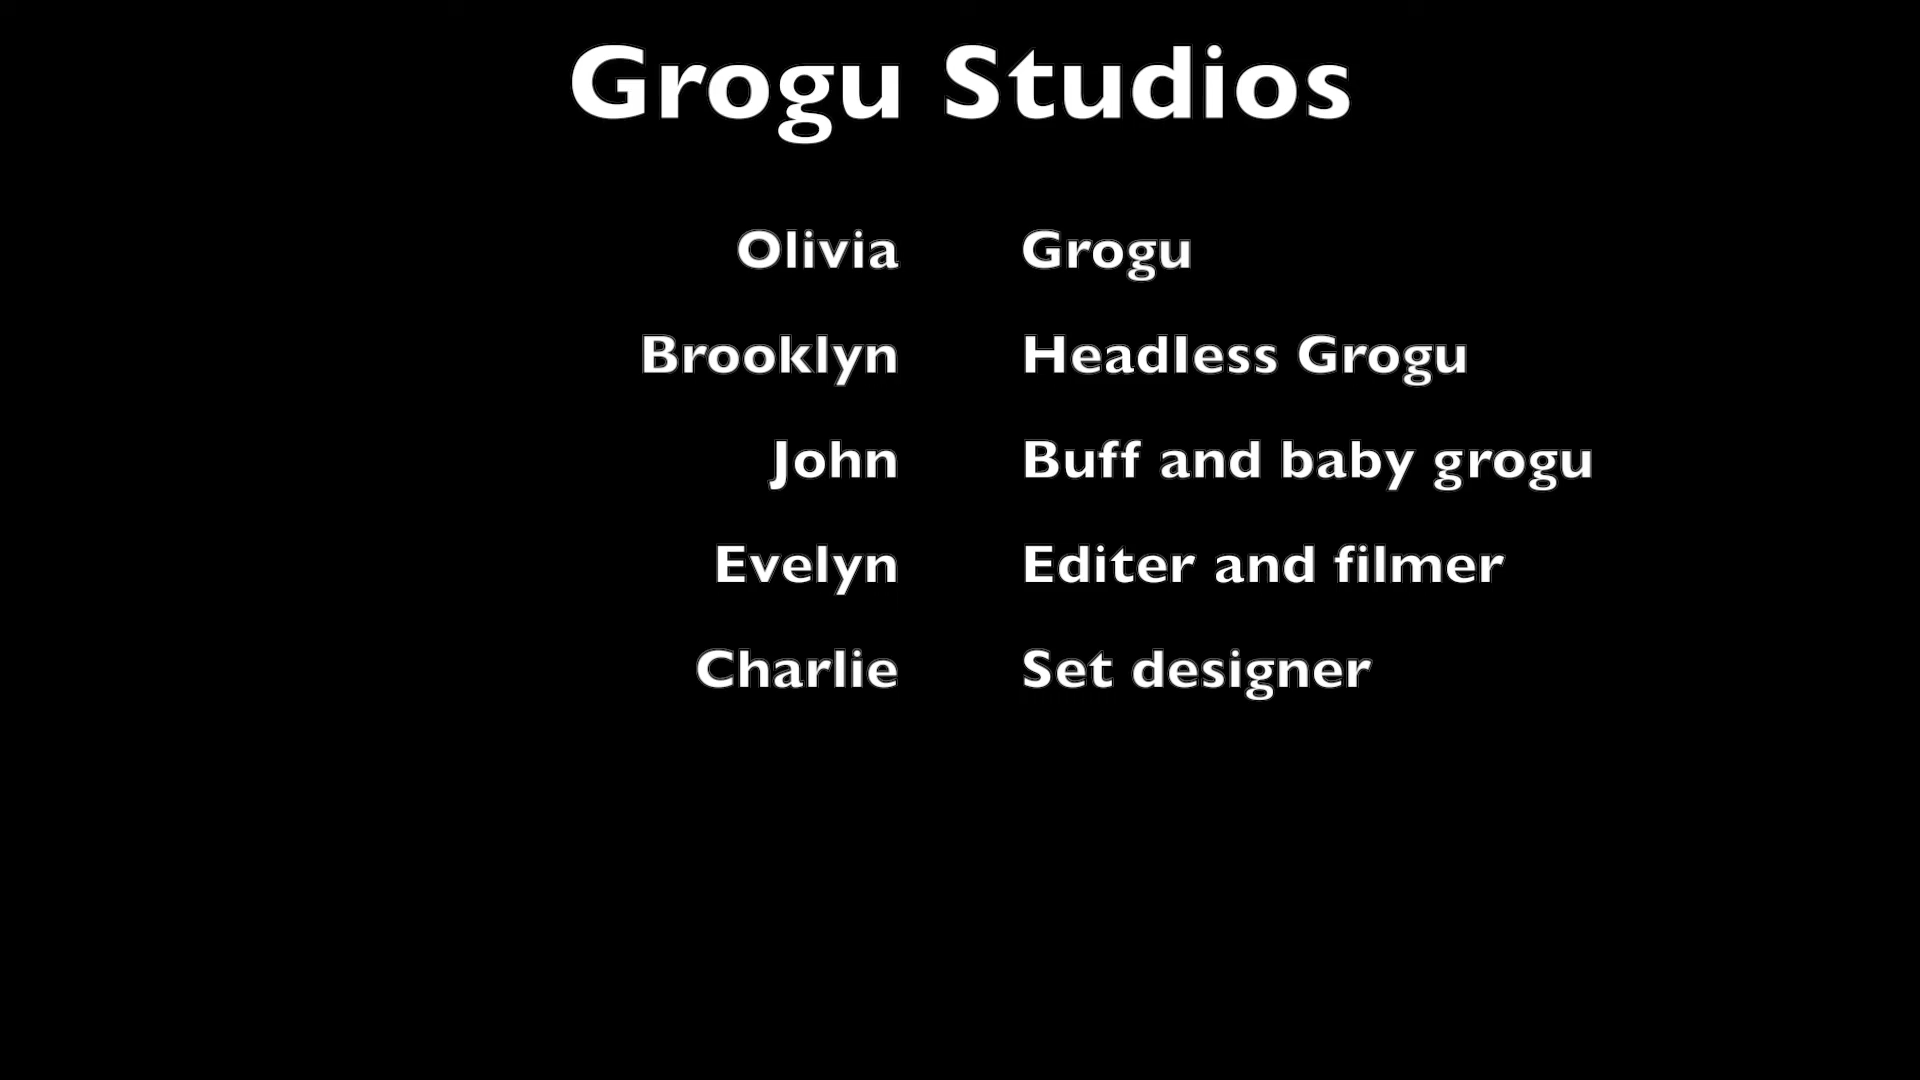 Grogu Studios
Olivia Grogu
Brooklyn Headless Grogu
John Buff and baby grogu
Evelyn Editer and filmer
Charlie Set designer